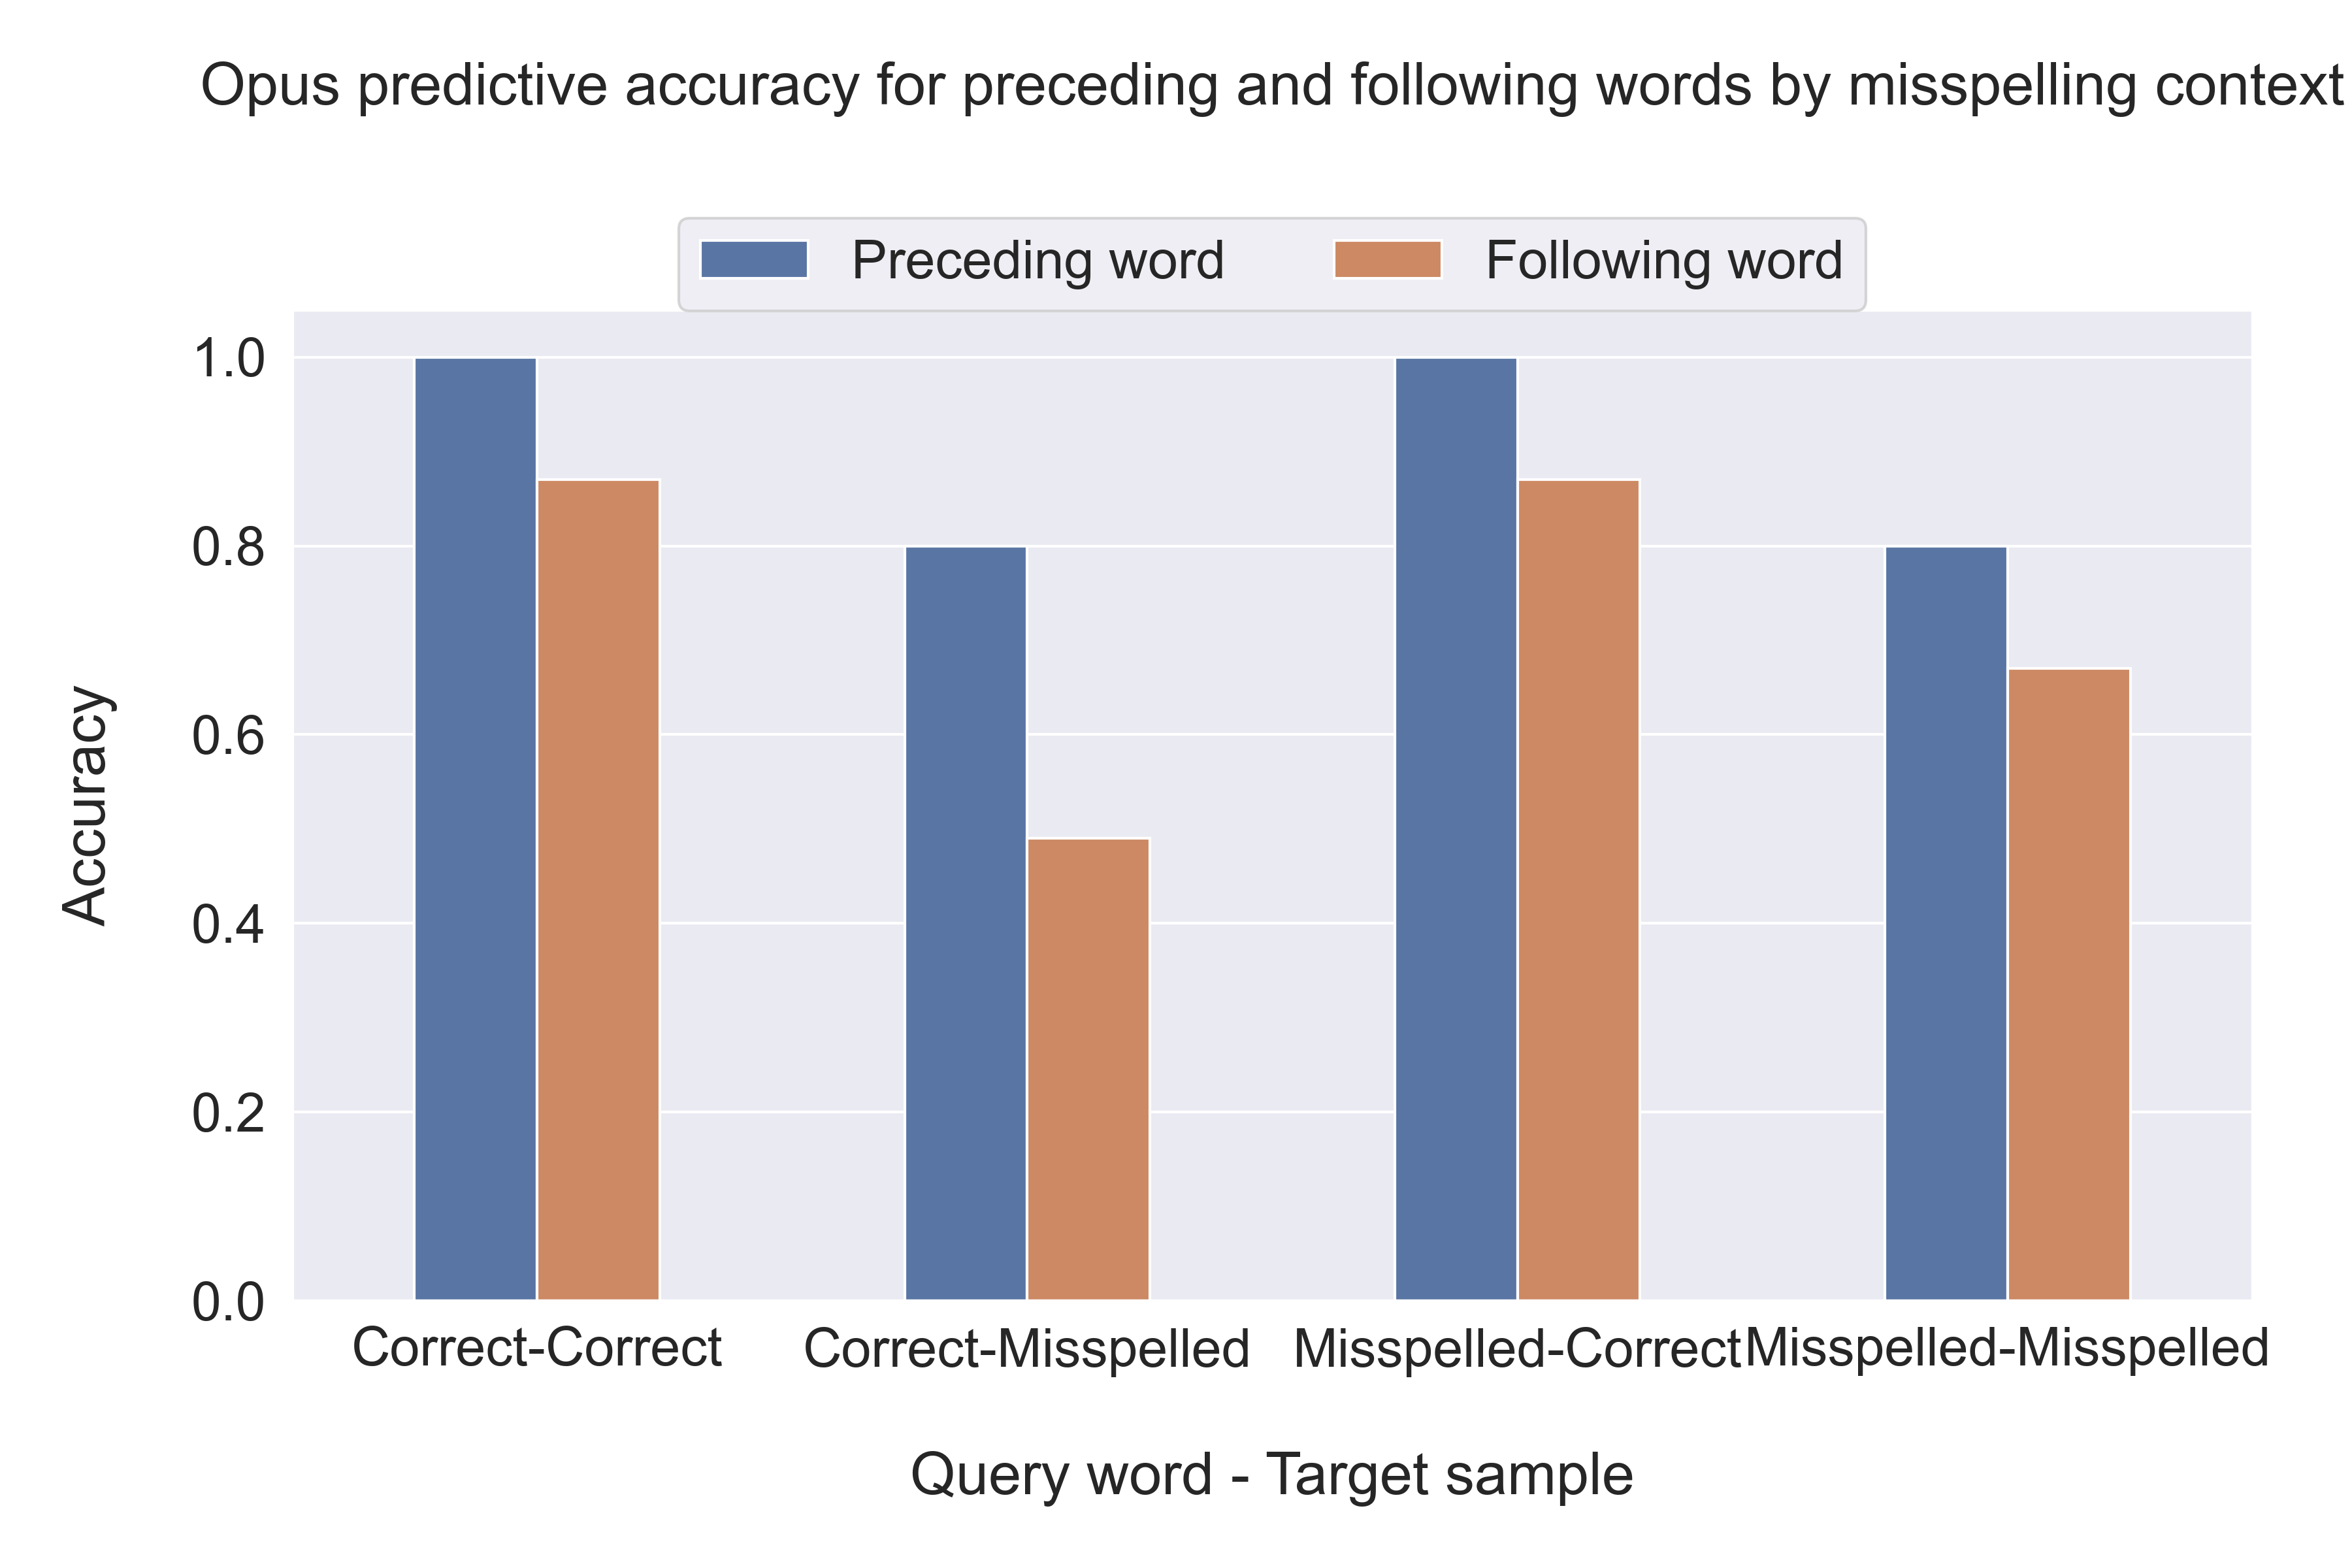 Opus predictive accuracy for preceding and following words by misspelling context
Preceding word Following word
1.0
0.8
0.6
0.4
0.2
0.0
Accuracy
Correct-Correct Correct-Misspelled Misspelled-Correct Misspelled-Misspelled
Query word - Target sample